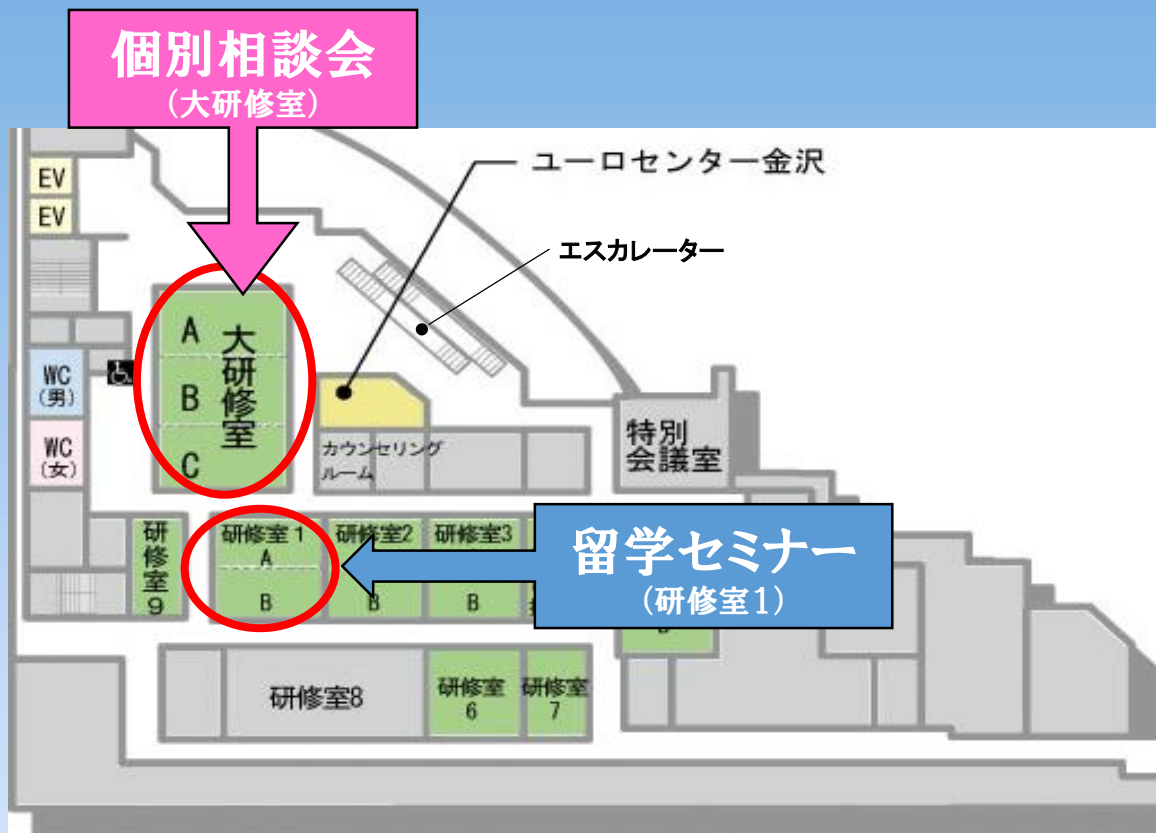 個別相談会
(大研修室)
EV
EV
ユーロセンター金沢
エスカレーター
A
B
C
大研修室
WC
(男)
WC
(女)
カウンセリング
ルーム
特別
会議室
研修室9
研修室1
A
B
研修室2
B
研修室3
B
留学セミナー
(研修室1)
研修室8
研修室
6
研修室
7